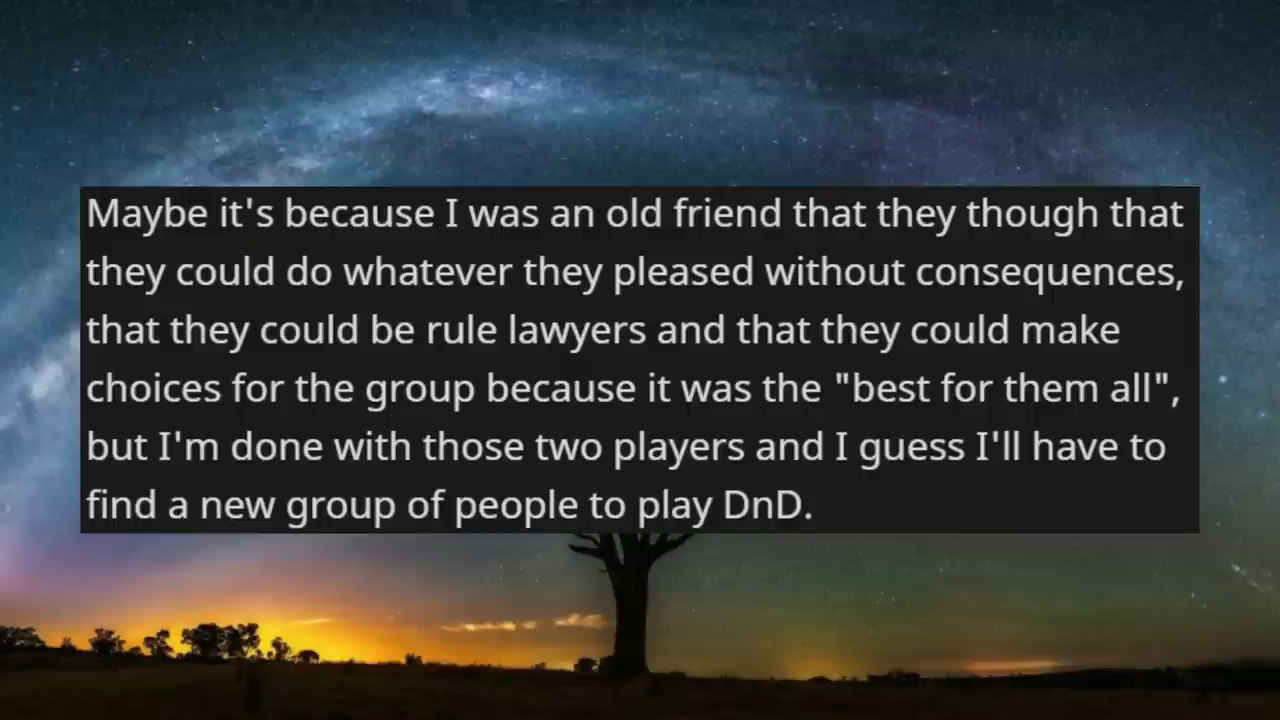 Maybe it's because I was an old friend that they though that
they could do whatever they pleased without consequences,
that they could be rule lawyers and that they could make
choices for the group because it was the "best for them all",
but I'm done with those two players and I guess I'll have to
find a new group of people to play DnD.